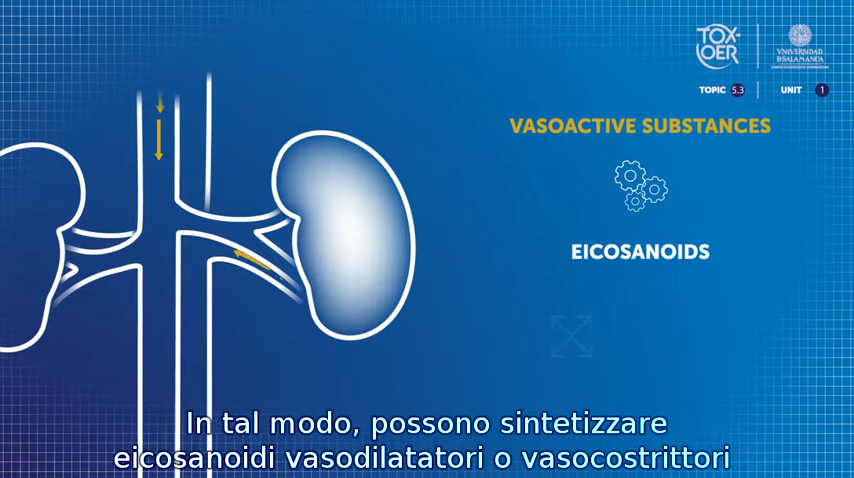 TOX-
OER
VNIVERSIDAD
D SALAMANCA
TOPIC 5.3 UNIT 1
VASOACTIVE SUBSTANCES
EICOSANOIDS
In tal modo, possono sintetizzare
eicosanoidi vasodilatatori o vasocostrittori